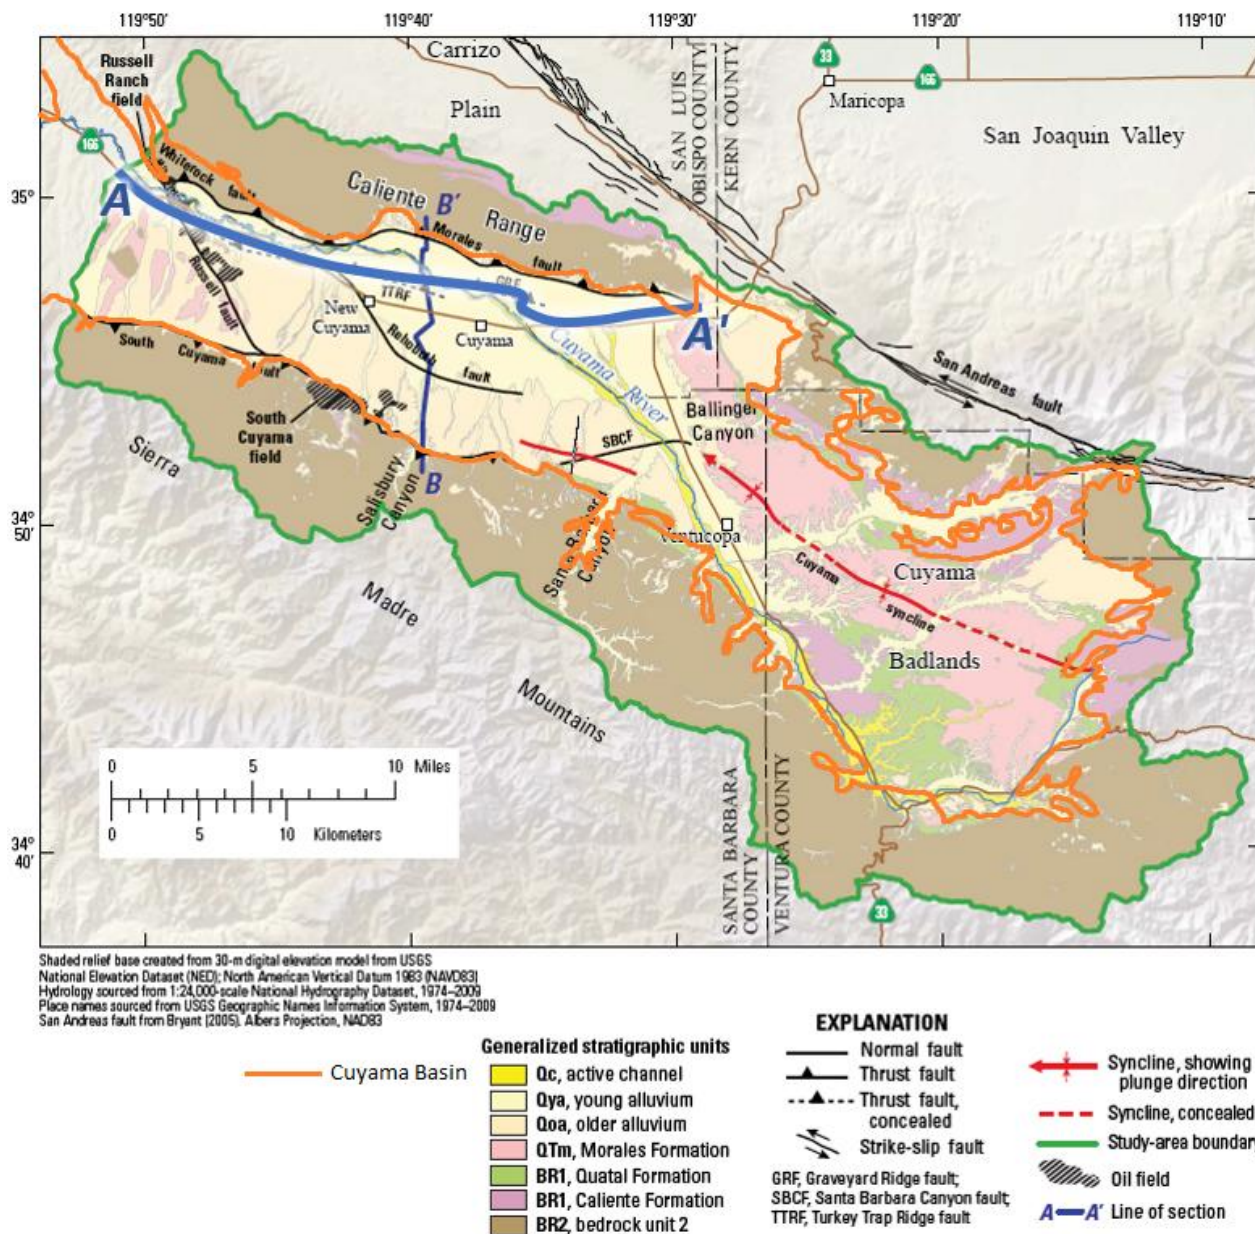 119°50'
119°40'
119°30'
119°20'
119°10'
Russell
Ranch
field
Carrizo
Plain
33
166
Maricopa
SAN LUIS
OBISPO COUNTY
KERN COUNTY
San Joaquin Valley
166
Whiterock fault
35°
A
Caliente
Range
B'
Morales
fault
GRF
TTRF
Russell fault
New
Cuyama
Cuyama
Rehoboth
fault
Cuyama River
A'
San Andreas fault
South
Cuyama
fault
South
Cuyama
field
Ballinger
Canyon
SBCF
Sierra
Salisbury
Canyon
B
34°
50'
Santa Barbara
Canyon
Ventucopa
Cuyama
syncline
Cuyama
Badlands
Madre
Mountains
0 5 10 Miles
0 5 10 Kilometers
34°
40'
SANTA BARBARA
COUNTY
VENTURA COUNTY
33
Shaded relief base created from 30-m digital elevation model from USGS
National Elevation Dataset (NED); North American Vertical Datum 1983 (NAVD83)
Hydrology sourced from 1:24,000-scale National Hydrography Dataset, 1974–2009
Place names sourced from USGS Geographic Names Information System, 1974–2009
San Andreas fault from Bryant (2005). Albers Projection, NAD83
Cuyama Basin
Generalized stratigraphic units
Qc, active channel
Qya, young alluvium
Qoa, older alluvium
QTm, Morales Formation
BR1, Quatal Formation
BR1, Caliente Formation
BR2, bedrock unit 2
EXPLANATION
Normal fault
Thrust fault
Thrust fault,
concealed
Strike-slip fault
GRF, Graveyard Ridge fault;
SBCF, Santa Barbara Canyon fault;
TTRF, Turkey Trap Ridge fault
Syncline, showing
plunge direction
Syncline, concealed
Study-area boundary
Oil field
A A' Line of section